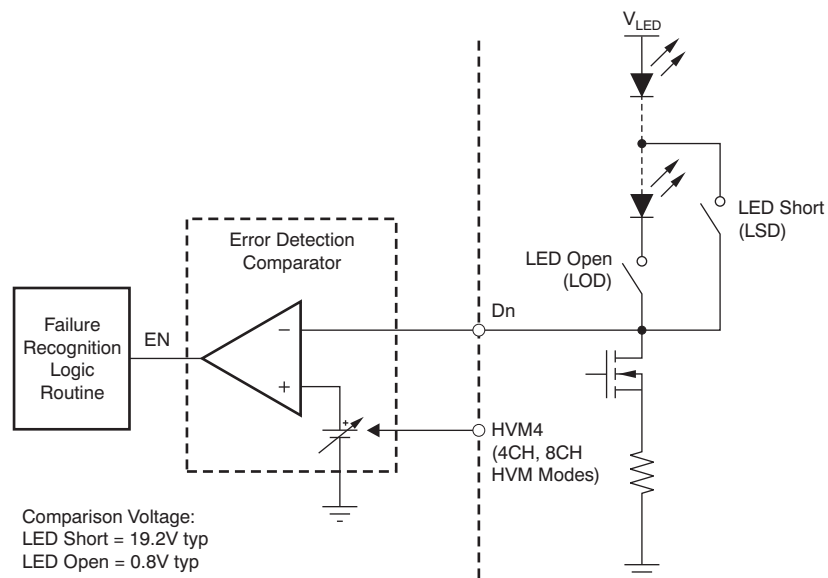 V_LED
LED Short
(LSD)
Error Detection
Comparator
LED Open
(LOD)
Dn
Failure
Recognition
Logic
Routine
EN
−
+
+
HVM4
(4CH, 8CH
HVM Modes)
Comparison Voltage:
LED Short = 19.2V typ
LED Open = 0.8V typ